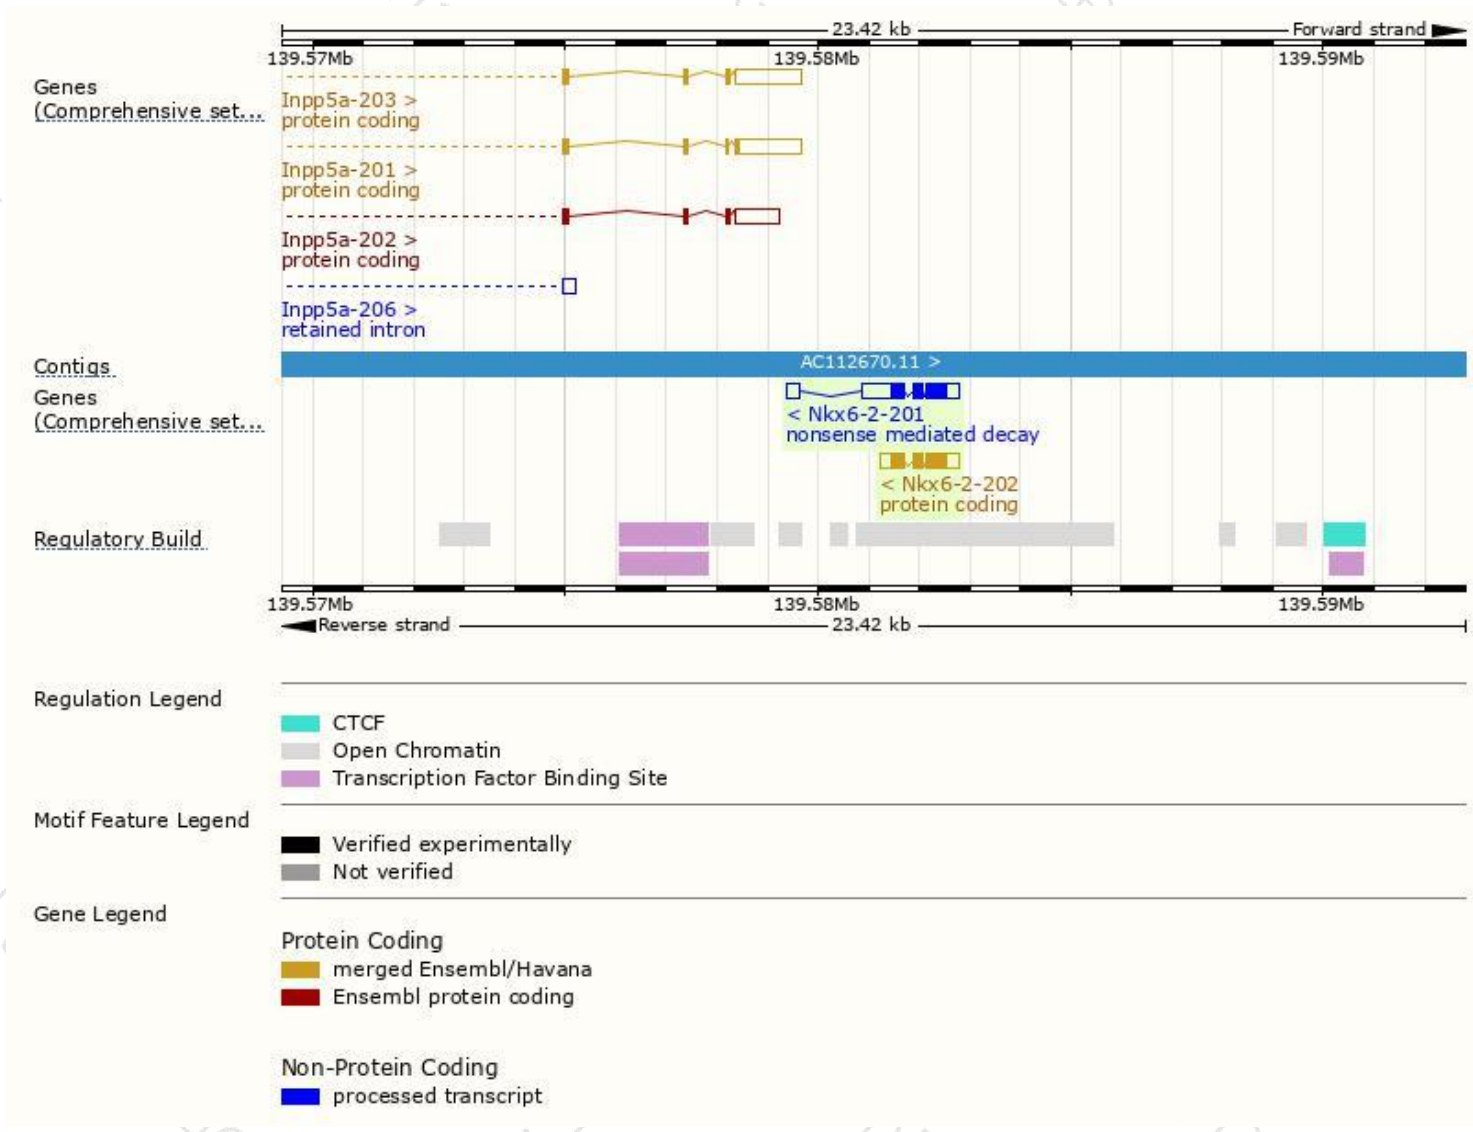 23.42 kb Forward strand
139.57Mb 139.58Mb 139.59Mb
Genes
(Comprehensive set...
Inpp5a-203 >
protein coding
Inpp5a-201 >
protein coding
Inpp5a-202 >
protein coding
Inpp5a-206 >
retained intron
Contigs AC112670.11 >
Genes
(Comprehensive set...
< Nkx6-2-201
nonsense mediated decay
< Nkx6-2-202
protein coding
Regulatory Build
139.57Mb 139.58Mb 139.59Mb
Reverse strand 23.42 kb
Regulation Legend
CTCF
Open Chromatin
Transcription Factor Binding Site
Motif Feature Legend
Verified experimentally
Not verified
Gene Legend
Protein Coding
merged Ensembl/Havana
Ensembl protein coding
Non-Protein Coding
processed transcript